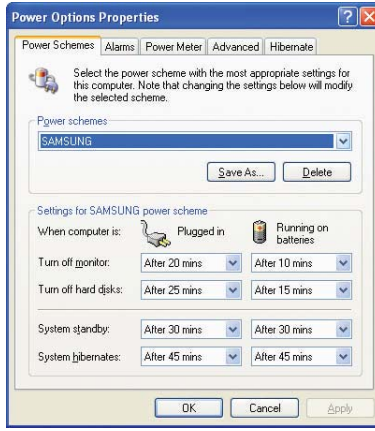 Power Options Properties
Power Schemes Alarms Power Meter Advanced Hibernate
Select the power scheme with the most appropriate settings for
this computer. Note that changing the settings below will modify
the selected scheme.
Power schemes
SAMSUNG
Save As... Delete
Settings for SAMSUNG power scheme
When computer is: Plugged in Running on batteries
Turn off monitor: After 20 mins After 10 mins
Turn off hard disks: After 25 mins After 15 mins
System standby: After 30 mins After 30 mins
System hibernates: After 45 mins After 45 mins
OK Cancel Apply